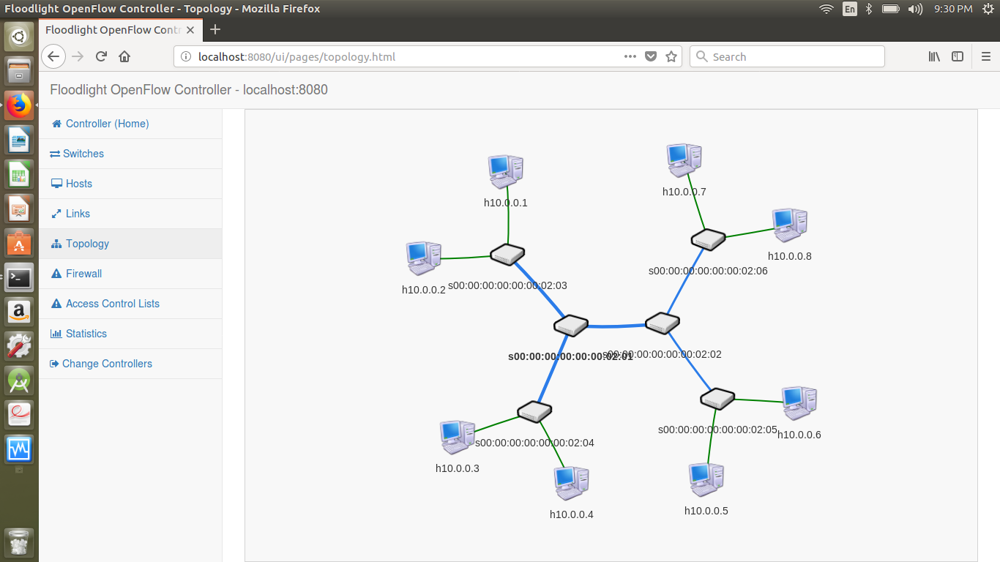 Floodlight OpenFlow Controller - Topology - Mozilla Firefox
En
9:30 PM
Floodlight OpenFlow Contr
localhost:8080/ui/pages/topology.html
Search
Floodlight OpenFlow Controller - localhost:8080
Controller (Home)
Switches
Hosts
Links
Topology
Firewall
Access Control Lists
Statistics
Change Controllers
h10.0.0.1
h10.0.0.7
h10.0.0.8
h10.0.0.2
s00:00:00:00:00:00:02:03
s00:00:00:00:00:00:02:06
s00:00:00:00:00:00:02:01
s00:00:00:00:00:00:02:02
s00:00:00:00:00:00:02:04
s00:00:00:00:00:00:02:05
h10.0.0.6
h10.0.0.3
h10.0.0.4
h10.0.0.5